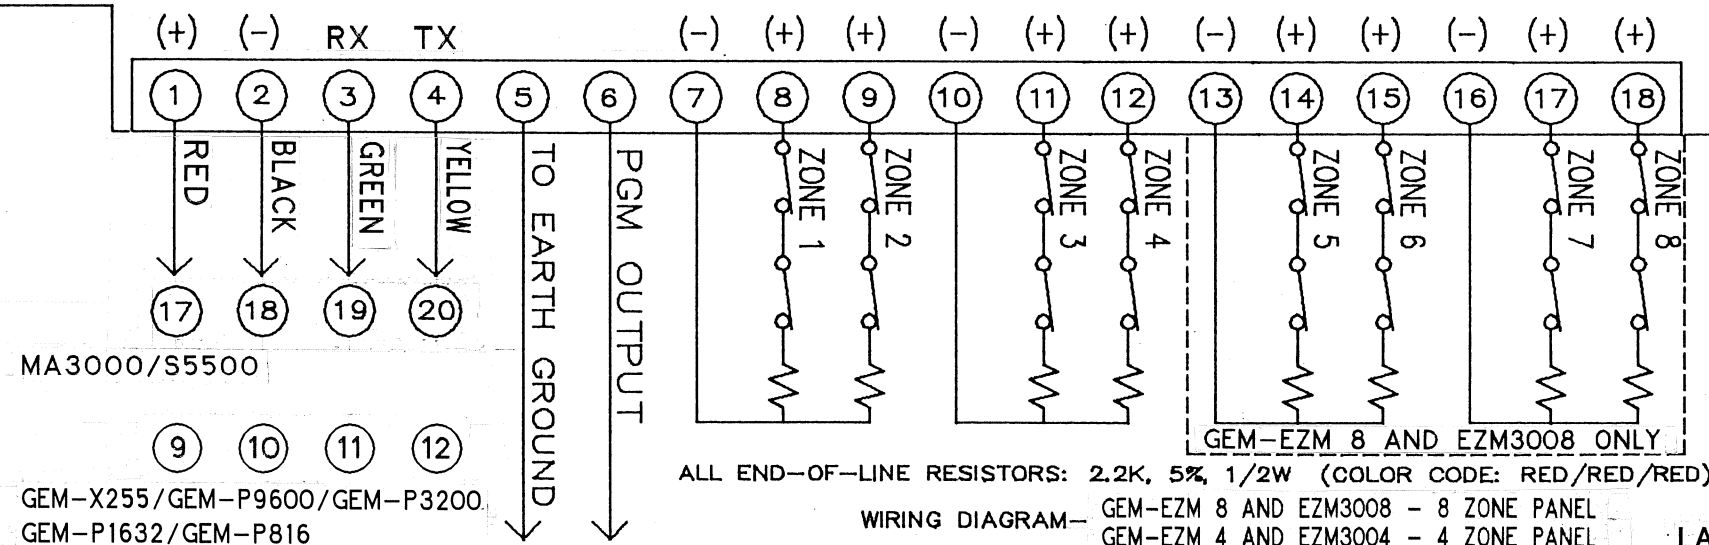 (+) (-) RX TX (-) (+) (+) (-) (+) (+) (-) (+) (+) (-) (+) (+)
1 2 3 4 5 6 7 8 9 10 11 12 13 14 15 16 17 18
RED
BLACK
GREEN
YELLOW
TO EARTH GROUND
PGM OUTPUT
ZONE 1
ZONE 2
ZONE 3
ZONE 4
ZONE 5
ZONE 6
ZONE 7
ZONE 8
17 18 19 20
MA3000/S5500
9 10 11 12
GEM-X255/GEM-P9600/GEM-P3200
GEM-P1632/GEM-P816
GEM-EZM 8 AND EZM3008 ONLY
ALL END-OF-LINE RESISTORS: 2.2K, 5%, 1/2W (COLOR CODE: RED/RED/RED)
WIRING DIAGRAM- GEM-EZM 8 AND EZM3008 - 8 ZONE PANEL
GEM-EZM 4 AND EZM3004 - 4 ZONE PANEL